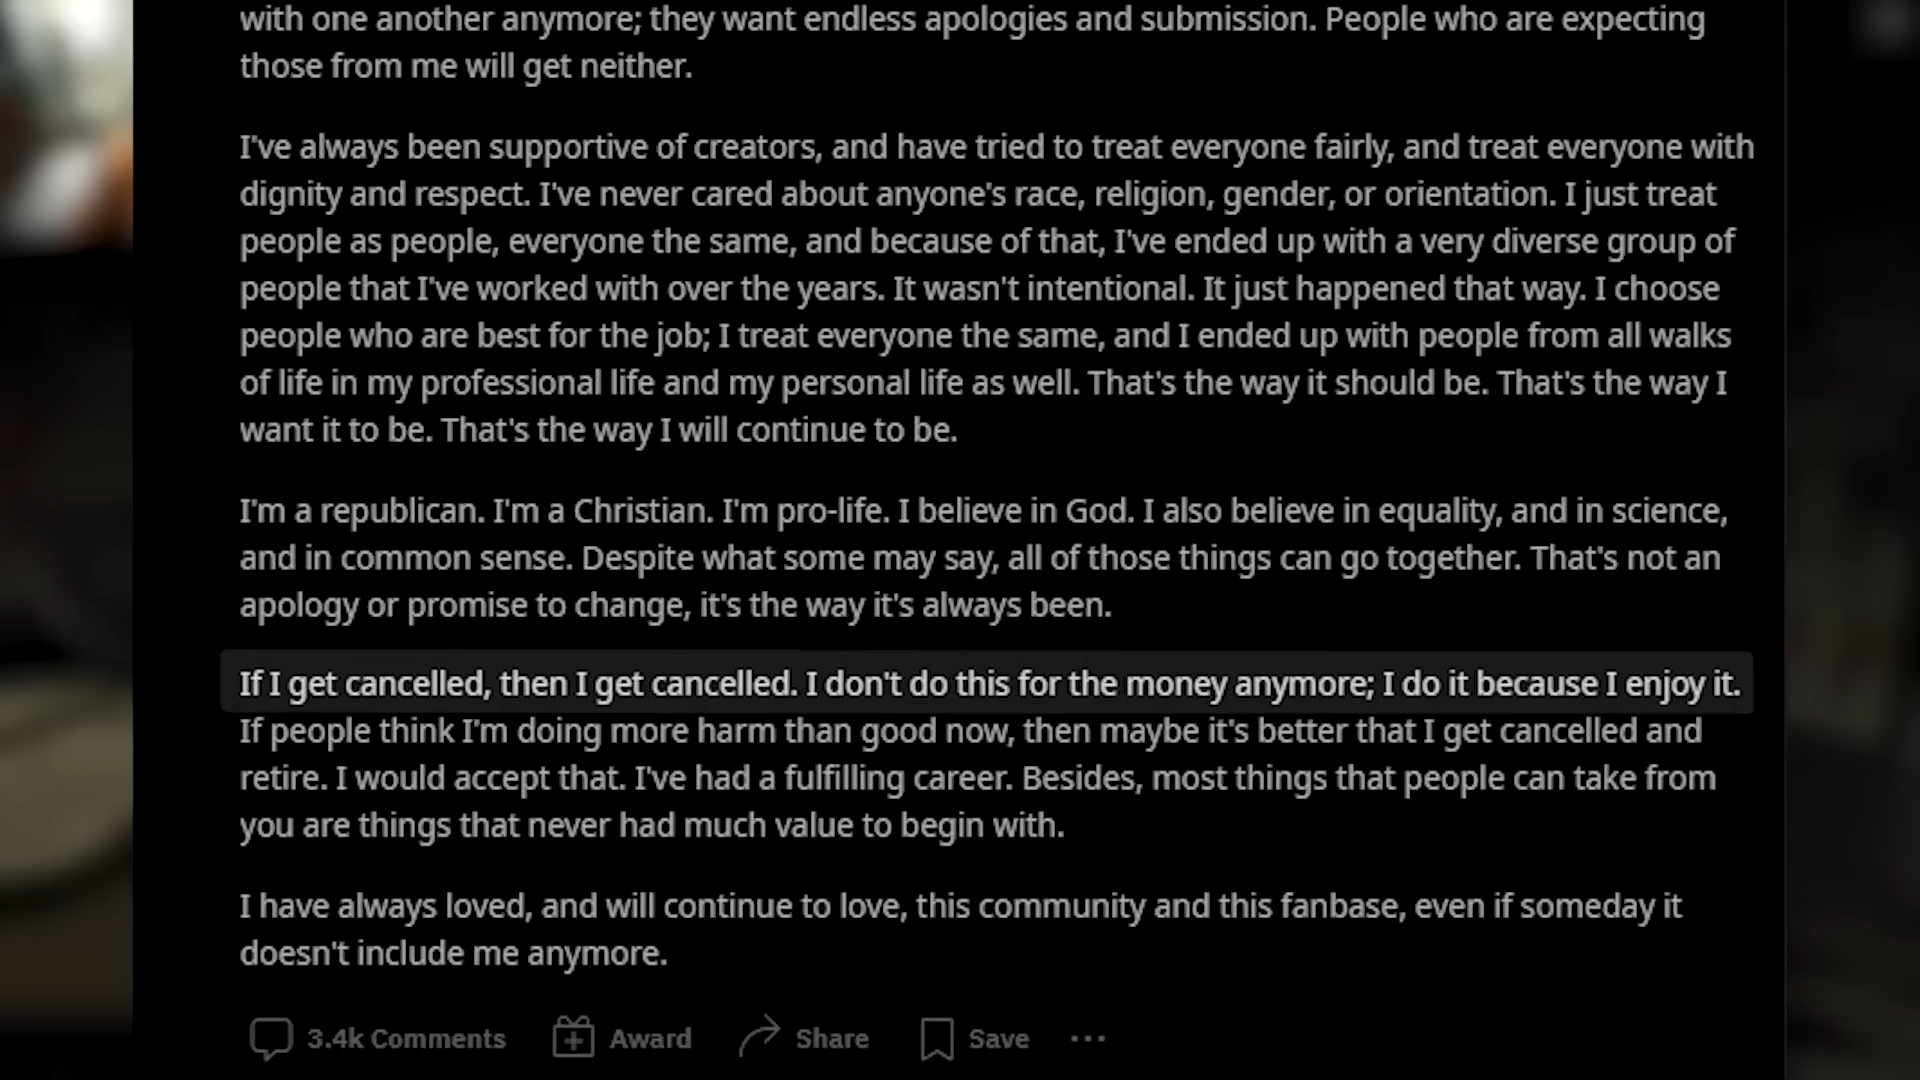 with one another anymore; they want endless apologies and submission. People who are expecting
those from me will get neither.
I've always been supportive of creators, and have tried to treat everyone fairly, and treat everyone with
dignity and respect. I've never cared about anyone's race, religion, gender, or orientation. I just treat
people as people, everyone the same, and because of that, I've ended up with a very diverse group of
people that I've worked with over the years. It wasn't intentional. It just happened that way. I choose
people who are best for the job; I treat everyone the same, and I ended up with people from all walks
of life in my professional life and my personal life as well. That's the way it should be. That's the way I
want it to be. That's the way I will continue to be.
I'm a republican. I'm a Christian. I'm pro-life. I believe in God. I also believe in equality, and in science,
and in common sense. Despite what some may say, all of those things can go together. That's not an
apology or promise to change, it's the way it's always been.
If I get cancelled, then I get cancelled. I don't do this for the money anymore; I do it because I enjoy it.
If people think I'm doing more harm than good now, then maybe it's better that I get cancelled and
retire. I would accept that. I've had a fulfilling career. Besides, most things that people can take from
you are things that never had much value to begin with.
I have always loved, and will continue to love, this community and this fanbase, even if someday it
doesn't include me anymore.
3.4k Comments Award Share Save ...